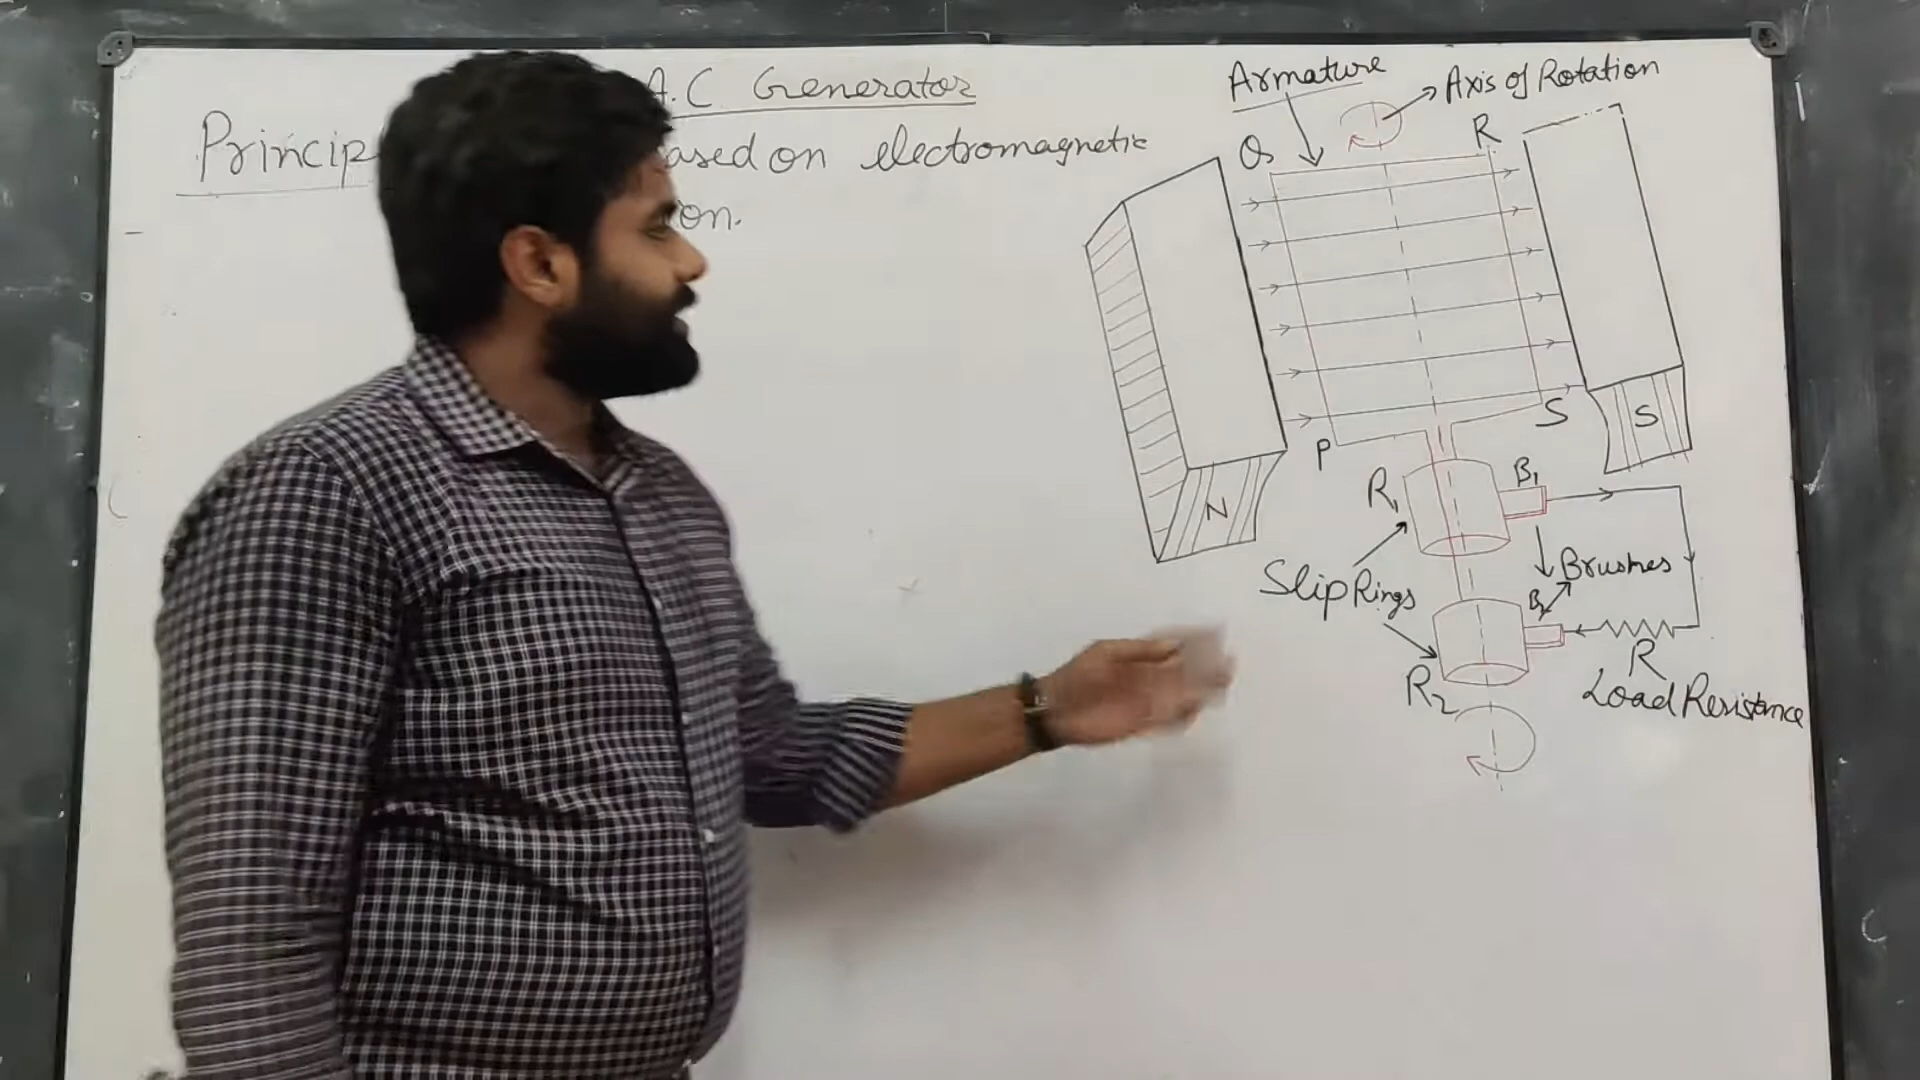 A.C Generator
Princip
ased on electromagnetic
on.
Armature
Axis of Rotation
Q
R
P
S
N
S
R1
B1
Slip Rings
Brushes
B2
R2
R
Load Resistance